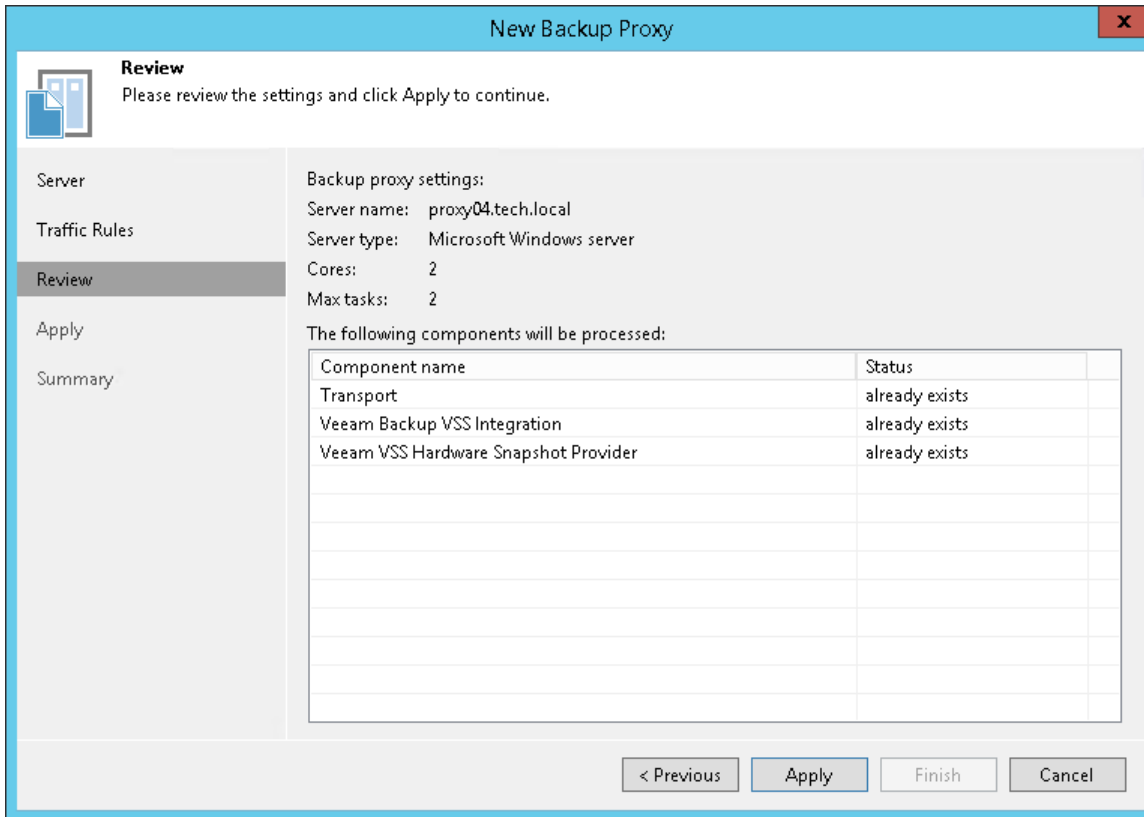 New Backup Proxy
x
Review
Please review the settings and click Apply to continue.
Server
Traffic Rules
Review
Apply
Summary
Backup proxy settings:
Server name: proxy04.tech.local
Server type: Microsoft Windows server
Cores: 2
Max tasks: 2
The following components will be processed:
Component name Status
Transport already exists
Veeam Backup VSS Integration already exists
Veeam VSS Hardware Snapshot Provider already exists
< Previous Apply Finish Cancel